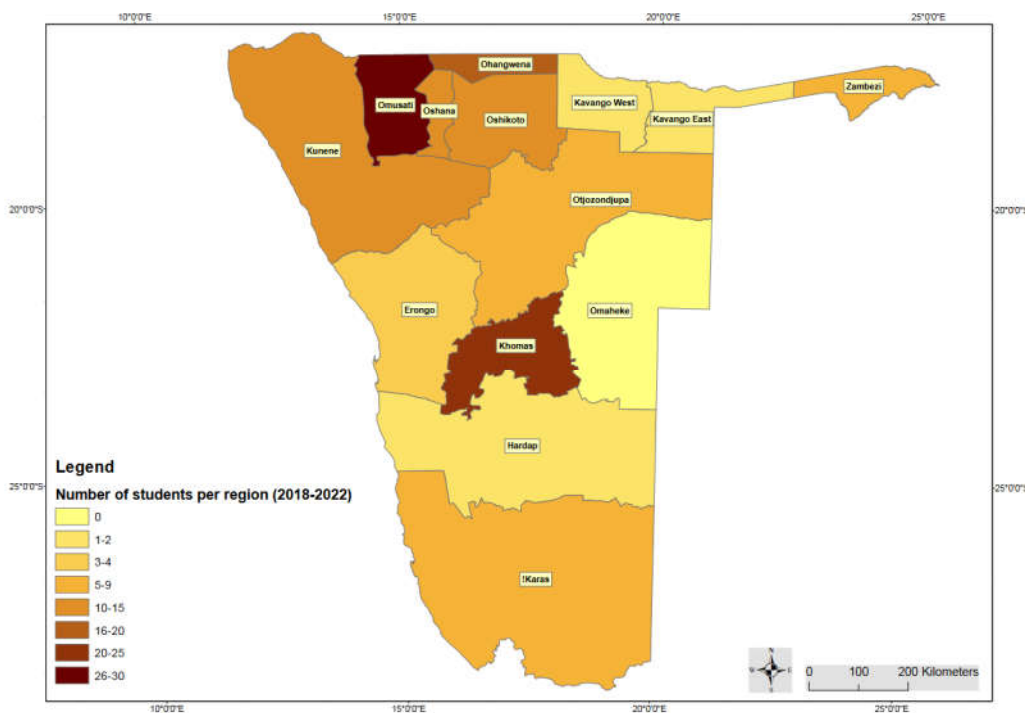 10°0'0"E 15°0'0"E 20°0'0"E 25°0'0"E
Ohangwena
Zambezi
Omusati
Oshana
Kavango West
Oshikoto
Kavango East
Kunene
Otjozondjupa
20°0'0"S 20°0'0"S
Erongo
Omaheke
Khomas
Hardap
Legend
25°0'0"S 25°0'0"S
Number of students per region (2018-2022)
0
1-2
3-4
5-9
!Karas
10-15
16-20
20-25
26-30
N
W E
S
0 100 200 Kilometers
10°0'0"E 15°0'0"E 20°0'0"E 25°0'0"E